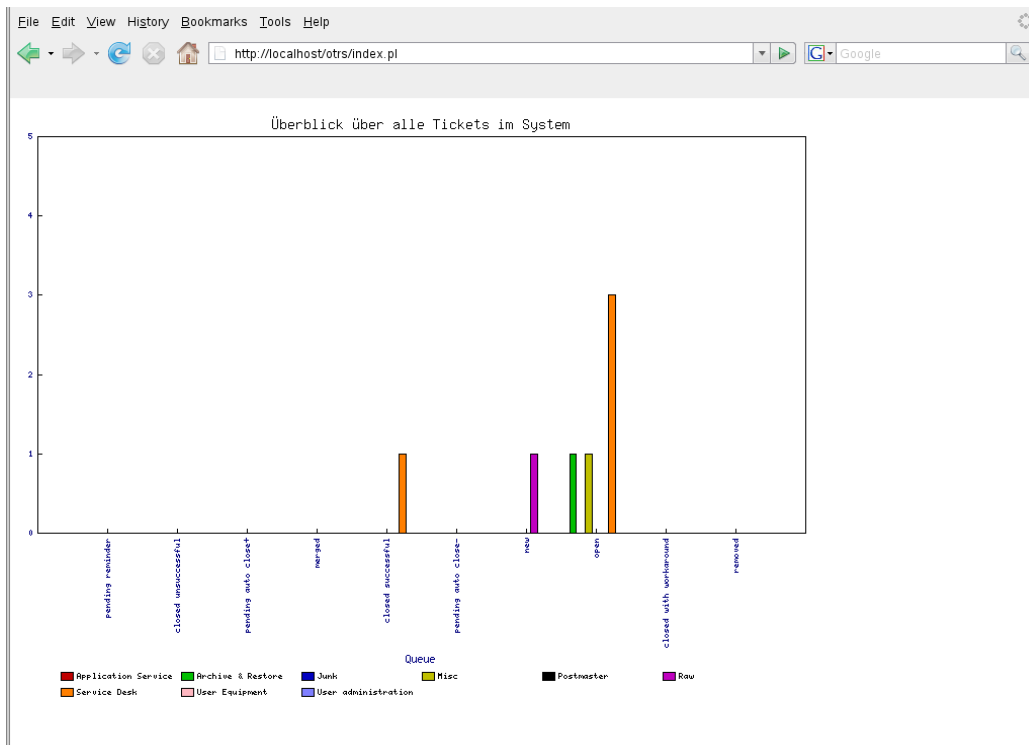 File Edit View History Bookmarks Tools Help
http://localhost/otrs/index.pl
G Google
Überblick über alle Tickets im System
5
4
3
2
1
0
pending reminder
closed unsuccessful
pending auto close+
merged
closed successful
pending auto close-
new
open
closed with workaround
removed
Queue
Application Service Archive & Restore Junk Misc Postmaster Raw
Service Desk User Equipment User administration